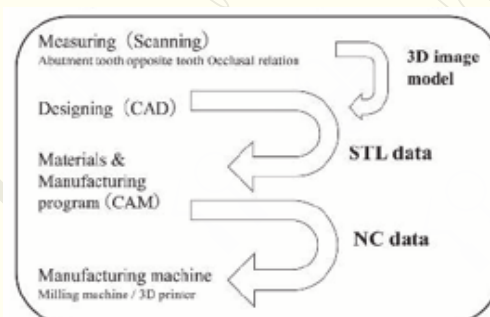 Measuring（Scanning）
Abutment tooth opposite tooth Occlusal relation
3D image
model
Designing（CAD）
STL data
Materials &
Manufacturing
program（CAM）
NC data
Manufacturing machine
Milling machine / 3D printer